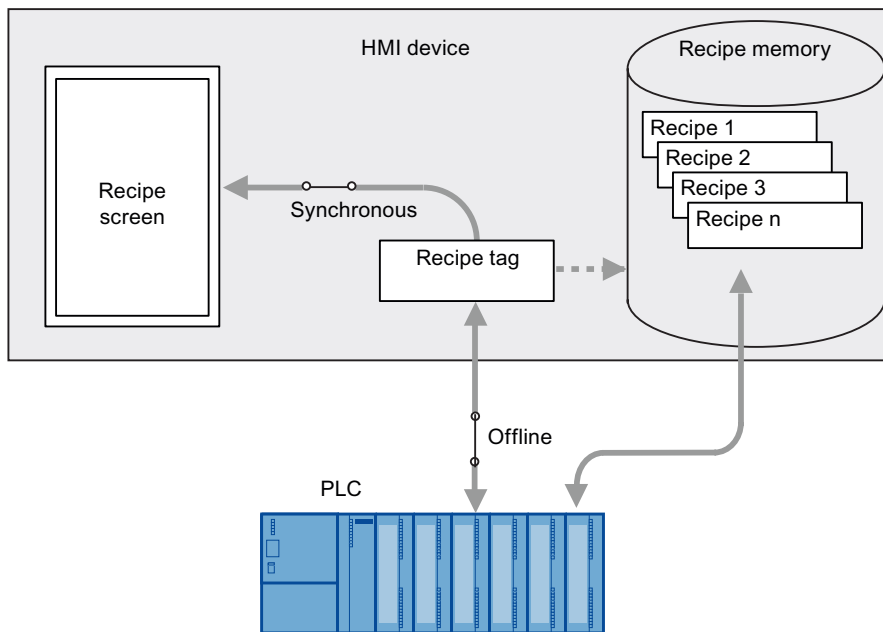 HMI device
Recipe memory
Recipe 1
Recipe 2
Recipe 3
Recipe n
Recipe
screen
Synchronous
Recipe tag
Offline
PLC